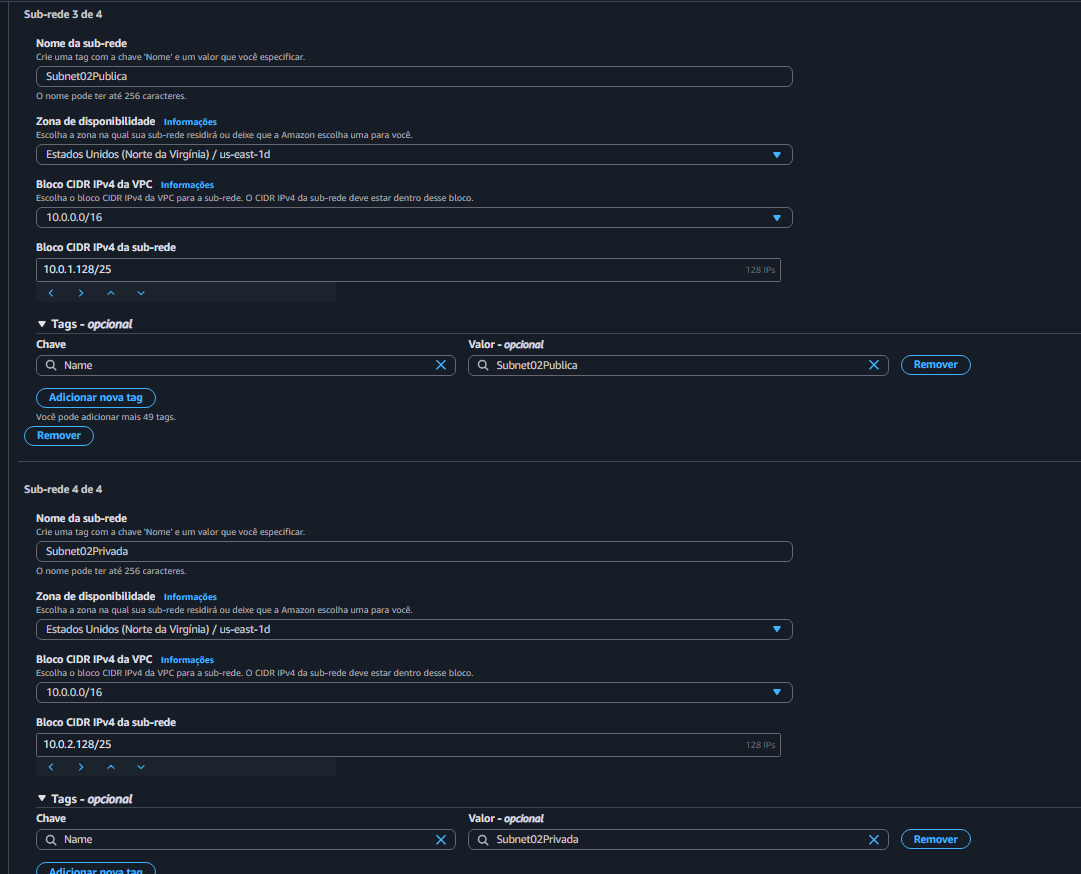 Sub-rede 3 de 4
Nome da sub-rede
Crie uma tag com a chave 'Nome' e um valor que você especificar.
Subnet02Publica
O nome pode ter até 256 caracteres.
Zona de disponibilidade Informações
Escolha a zona na qual sua sub-rede residirá ou deixe que a Amazon escolha uma para você.
Estados Unidos (Norte da Virgínia) / us-east-1d
Bloco CIDR IPv4 da VPC Informações
Escolha o bloco CIDR IPv4 da VPC para a sub-rede. O CIDR IPv4 da sub-rede deve estar dentro desse bloco.
10.0.0.0/16
Bloco CIDR IPv4 da sub-rede
10.0.1.128/25 128 IPs
Tags - opcional
Chave Valor - opcional
Name Subnet02Publica Remover
Adicionar nova tag
Você pode adicionar mais 49 tags.
Remover
Sub-rede 4 de 4
Nome da sub-rede
Crie uma tag com a chave 'Nome' e um valor que você especificar.
Subnet02Privada
O nome pode ter até 256 caracteres.
Zona de disponibilidade Informações
Escolha a zona na qual sua sub-rede residirá ou deixe que a Amazon escolha uma para você.
Estados Unidos (Norte da Virgínia) / us-east-1d
Bloco CIDR IPv4 da VPC Informações
Escolha o bloco CIDR IPv4 da VPC para a sub-rede. O CIDR IPv4 da sub-rede deve estar dentro desse bloco.
10.0.0.0/16
Bloco CIDR IPv4 da sub-rede
10.0.2.128/25 128 IPs
Tags - opcional
Chave Valor - opcional
Name Subnet02Privada Remover
Adicionar nova tag